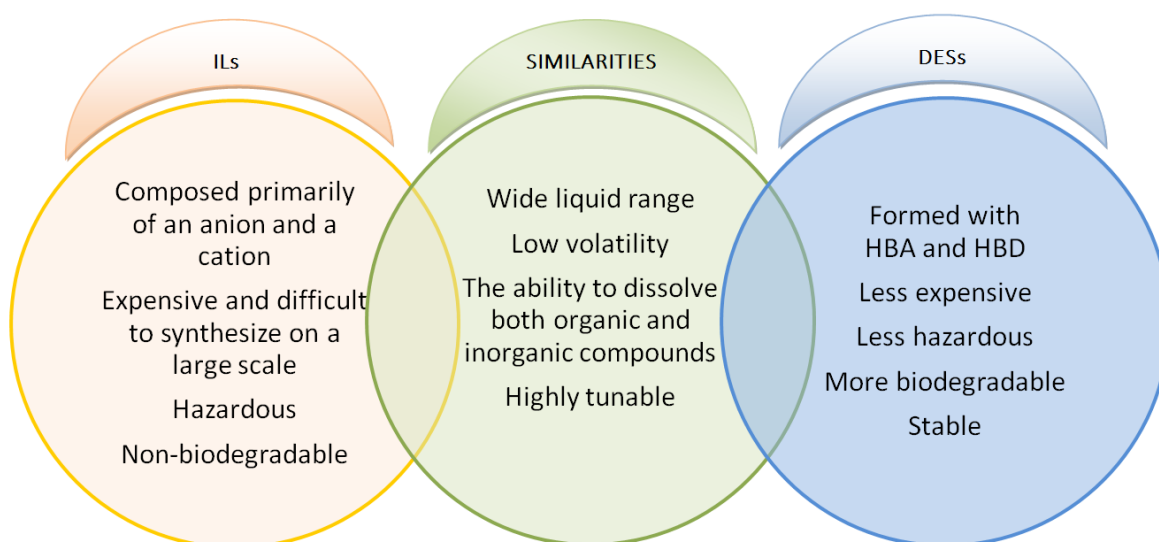 ILs
Composed primarily
of an anion and a
cation
Expensive and difficult
to synthesize on a
large scale
Hazardous
Non-biodegradable
SIMILARITIES
Wide liquid range
Low volatility
The ability to dissolve
both organic and
inorganic compounds
Highly tunable
DESs
Formed with
HBA and HBD
Less expensive
Less hazardous
More biodegradable
Stable